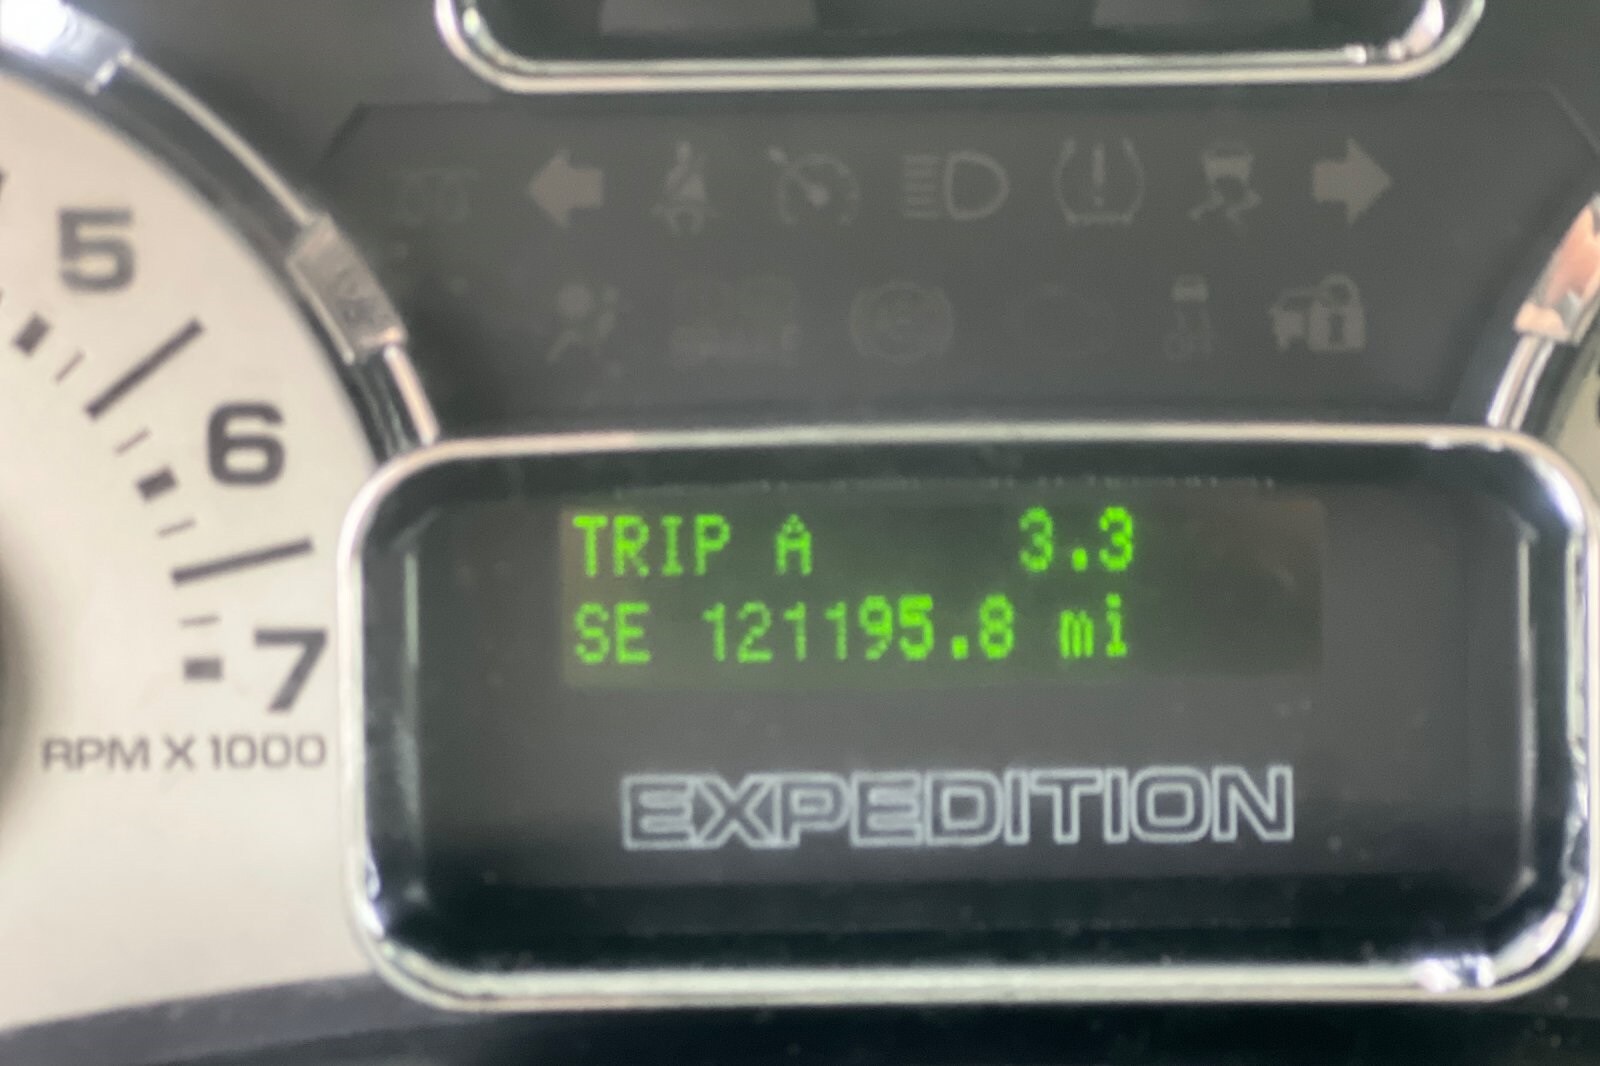 5
6
7
RPM X 1000
TRIP A 3.3
SE 121195.8 mi
EXPEDITION